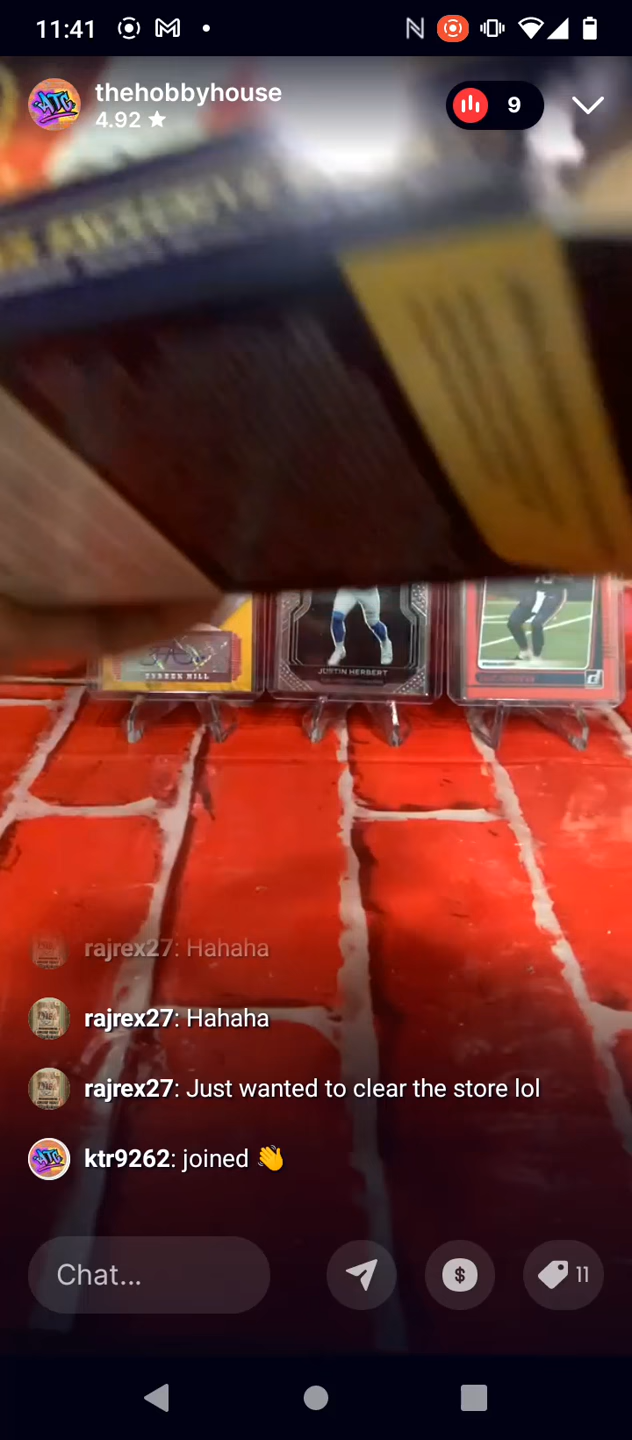 11:41
thehobbyhouse
4.92 ★
9
JUSTIN HERBERT
HILL
rajrex27: Hahaha
rajrex27: Hahaha
rajrex27: Just wanted to clear the store lol
ktr9262: joined 👋
Chat...
$
11